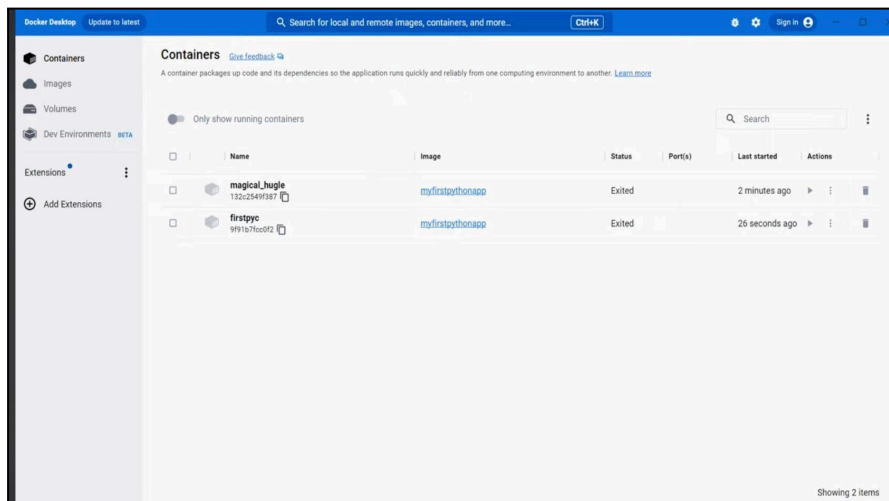 Docker Desktop Update to latest Search for local and remote images, containers, and more... Ctrl+K Sign in
Containers
Images
Volumes
Dev Environments BETA
Extensions
Add Extensions
Containers Give feedback
A container packages up code and its dependencies so the application runs quickly and reliably from one computing environment to another. Learn more
Only show running containers Search
Name Image Status Port(s) Last started Actions
magical_hugle myfirstpythonapp Exited 2 minutes ago
132c2549f387
firstpyc myfirstpythonapp Exited 26 seconds ago
9f91b7fcc0f2
Showing 2 items